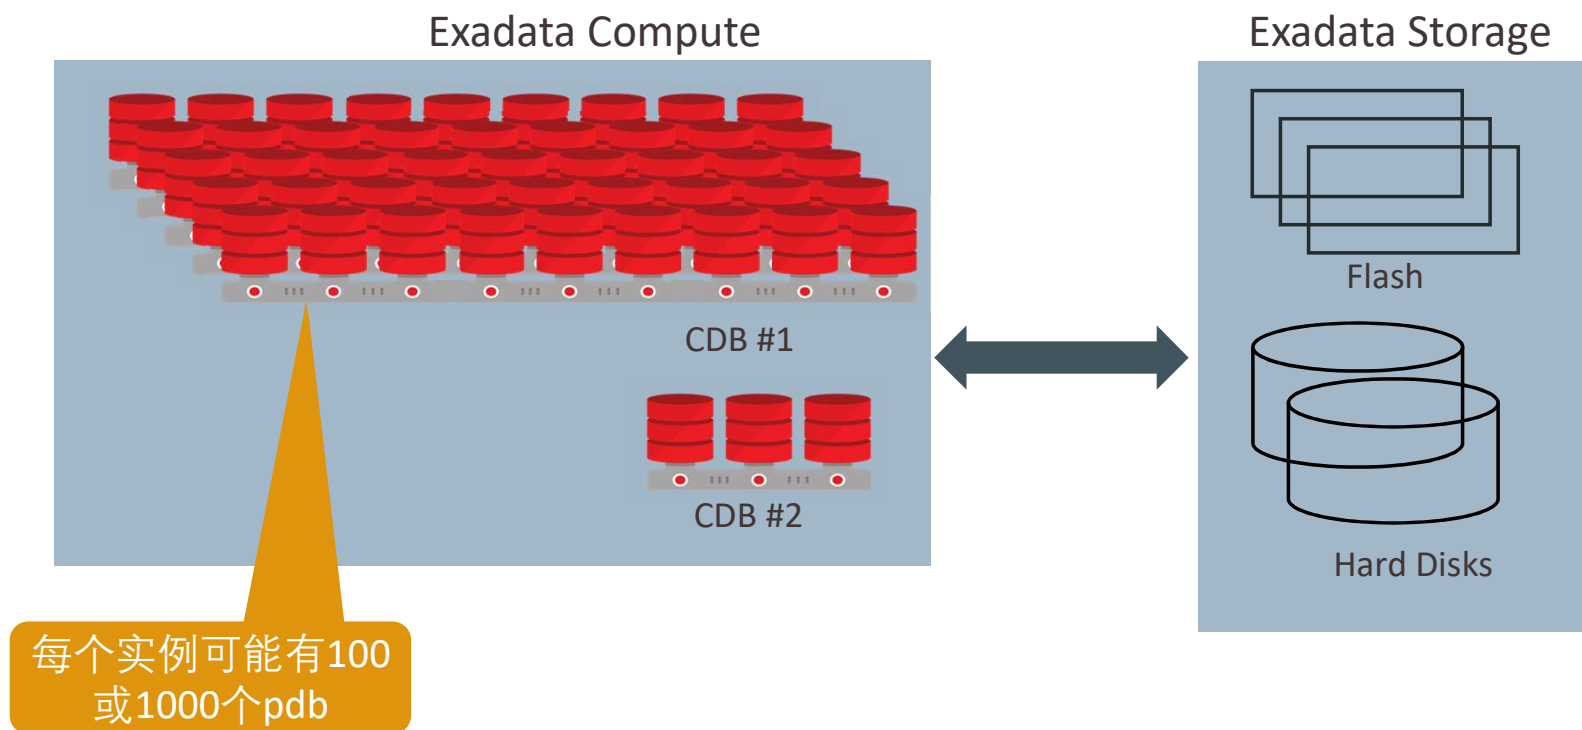 Exadata Compute
Exadata Storage
CDB #1
CDB #2
Flash
Hard Disks
每个实例可能有100
或1000个pdb